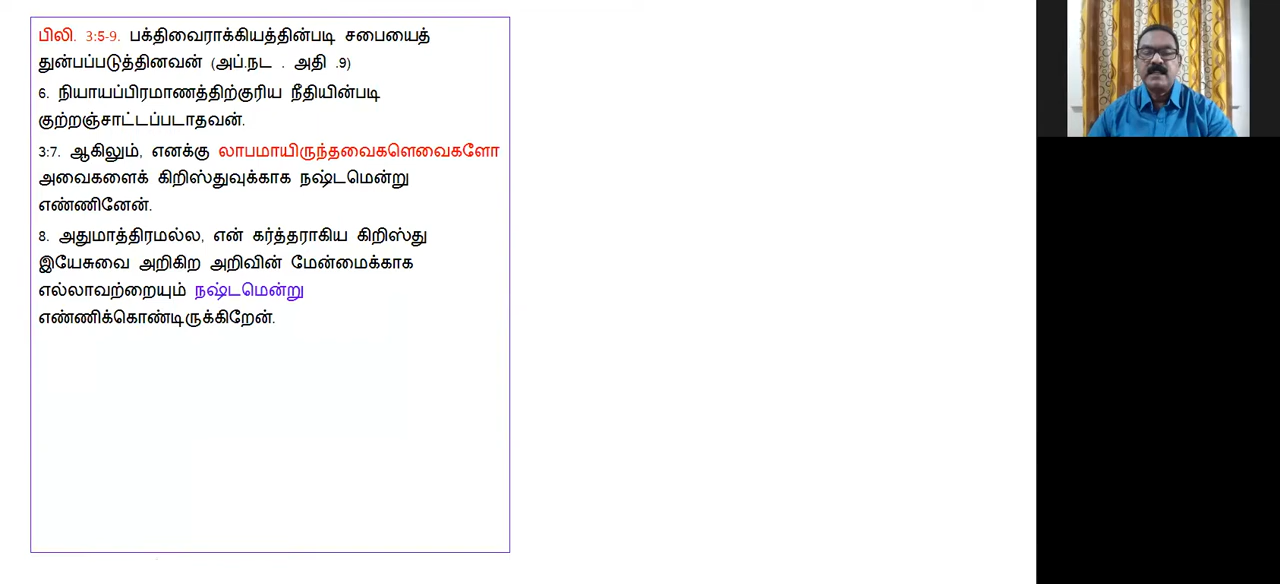 பிலி. 3:5-9. பக்திவைராக்கியத்தின்படி சபையைத்
துன்பப்படுத்தினவன் (அப்.நட . அதி .9)
6. நியாயப்பிரமாணத்திற்குரிய நீதியின்படி
குற்றஞ்சாட்டப்படாதவன்.
3:7. ஆகிலும், எனக்கு லாபமாயிருந்தவைகளெவைகளோ
அவைகளைக் கிறிஸ்துவுக்காக நஷ்டமென்று
எண்ணினேன்.
8. அதுமாத்திரமல்ல, என் கர்த்தராகிய கிறிஸ்து
இயேசுவை அறிகிற அறிவின் மேன்மைக்காக
எல்லாவற்றையும் நஷ்டமென்று
எண்ணிக்கொண்டிருக்கிறேன்.